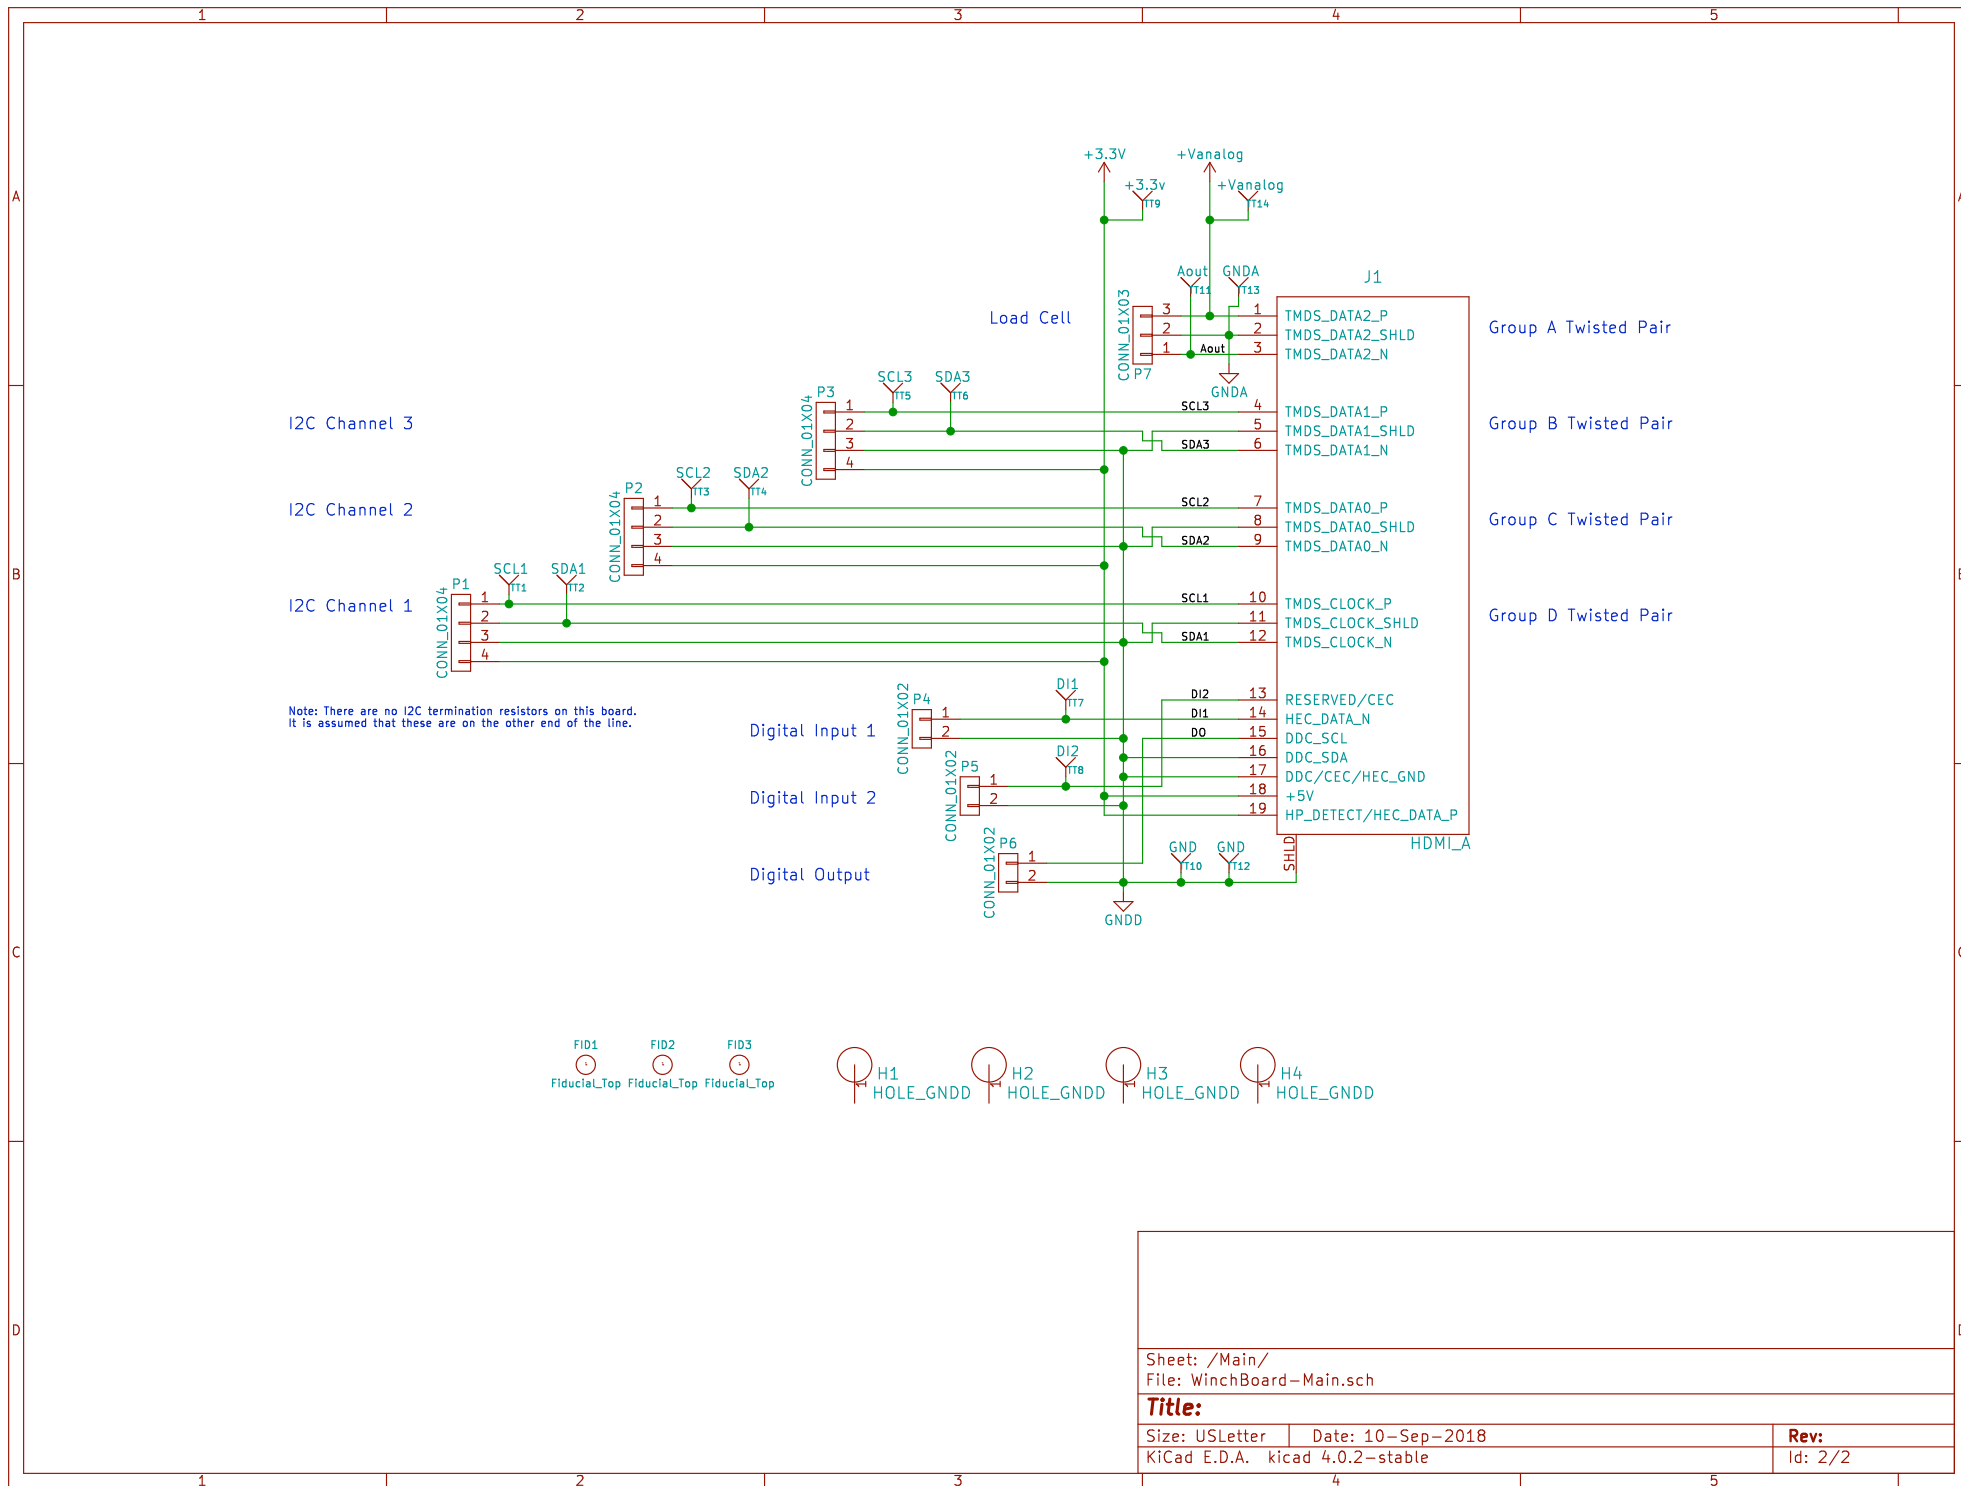 1 2 3 4 5
+3.3V +Vanalog
+3.3v +Vanalog
TT9 TT14
A
Aout GNDA
TT11 TT13
J1
Load Cell
CONN_01X03
P7
3
2
1
Aout
GNDA
1 TMDS_DATA2_P
2 TMDS_DATA2_SHLD
3 TMDS_DATA2_N
Group A Twisted Pair
I2C Channel 3
P3
CONN_01X04
1
2
3
4
SCL3 SDA3
TT5 TT6
SCL3 4 TMDS_DATA1_P
5 TMDS_DATA1_SHLD
SDA3 6 TMDS_DATA1_N
Group B Twisted Pair
I2C Channel 2
P2
CONN_01X04
1
2
3
4
SCL2 SDA2
TT3 TT4
SCL2 7 TMDS_DATA0_P
8 TMDS_DATA0_SHLD
SDA2 9 TMDS_DATA0_N
Group C Twisted Pair
B
I2C Channel 1
P1
CONN_01X04
1
2
3
4
SCL1 SDA1
TT1 TT2
SCL1 10 TMDS_CLOCK_P
11 TMDS_CLOCK_SHLD
SDA1 12 TMDS_CLOCK_N
Group D Twisted Pair
Note: There are no I2C termination resistors on this board.
It is assumed that these are on the other end of the line.
Digital Input 1
P4
CONN_01X02
1
2
DI1
TT7
DI2 13 RESERVED/CEC
DI1 14 HEC_DATA_N
DO 15 DDC_SCL
16 DDC_SDA
17 DDC/CEC/HEC_GND
18 +5V
19 HP_DETECT/HEC_DATA_P
Digital Input 2
P5
CONN_01X02
1
2
DI2
TT8
HDMI_A
SHLD
Digital Output
P6
CONN_01X02
1
2
GND GND
TT10 TT12
GNDD
C
FID1 FID2 FID3
Fiducial_Top Fiducial_Top Fiducial_Top
H1 H2 H3 H4
1 1 1 1
HOLE_GNDD HOLE_GNDD HOLE_GNDD HOLE_GNDD
D
Sheet: /Main/
File: WinchBoard-Main.sch
Title:
Size: USLetter Date: 10-Sep-2018 Rev:
KiCad E.D.A. kicad 4.0.2-stable Id: 2/2
1 2 3 4 5